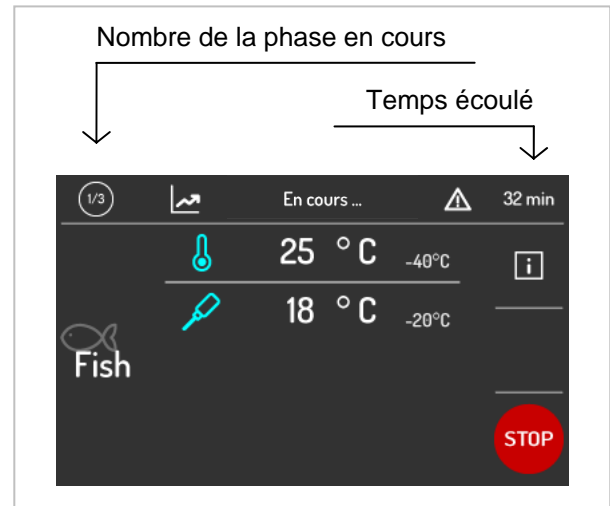 Nombre de la phase en cours
Temps écoulé
1/3 En cours ... 32 min
25 °C -40°C i
18 °C -20°C
Fish
STOP